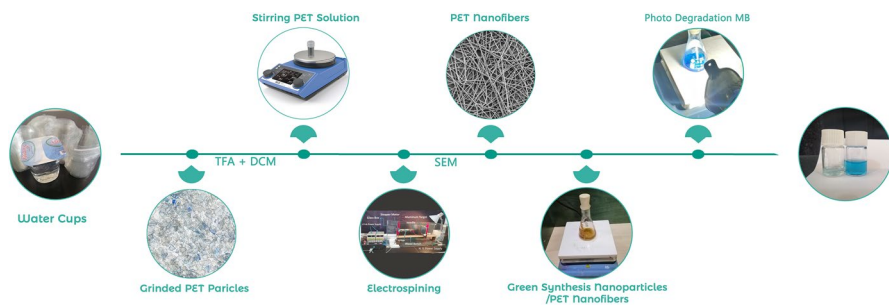 Stirring PET Solution
PET Nanofibers
Photo Degradation MB
TFA + DCM
SEM
Water Cups
Grinded PET Paricles
Electrospining
Green Synthesis Nanoparticles
/PET Nanofibers